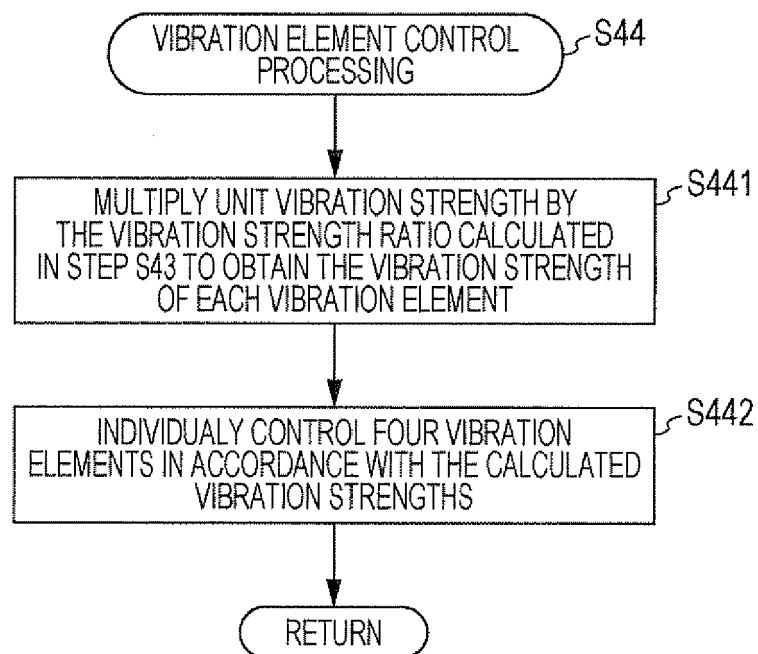 VIBRATION ELEMENT CONTROL
PROCESSING
S44
MULTIPLY UNIT VIBRATION STRENGTH BY
THE VIBRATION STRENGTH RATIO CALCULATED
IN STEP S43 TO OBTAIN THE VIBRATION STRENGTH
OF EACH VIBRATION ELEMENT
S441
INDIVIDUALY CONTROL FOUR VIBRATION
ELEMENTS IN ACCORDANCE WITH THE CALCULATED
VIBRATION STRENGTHS
S442
RETURN